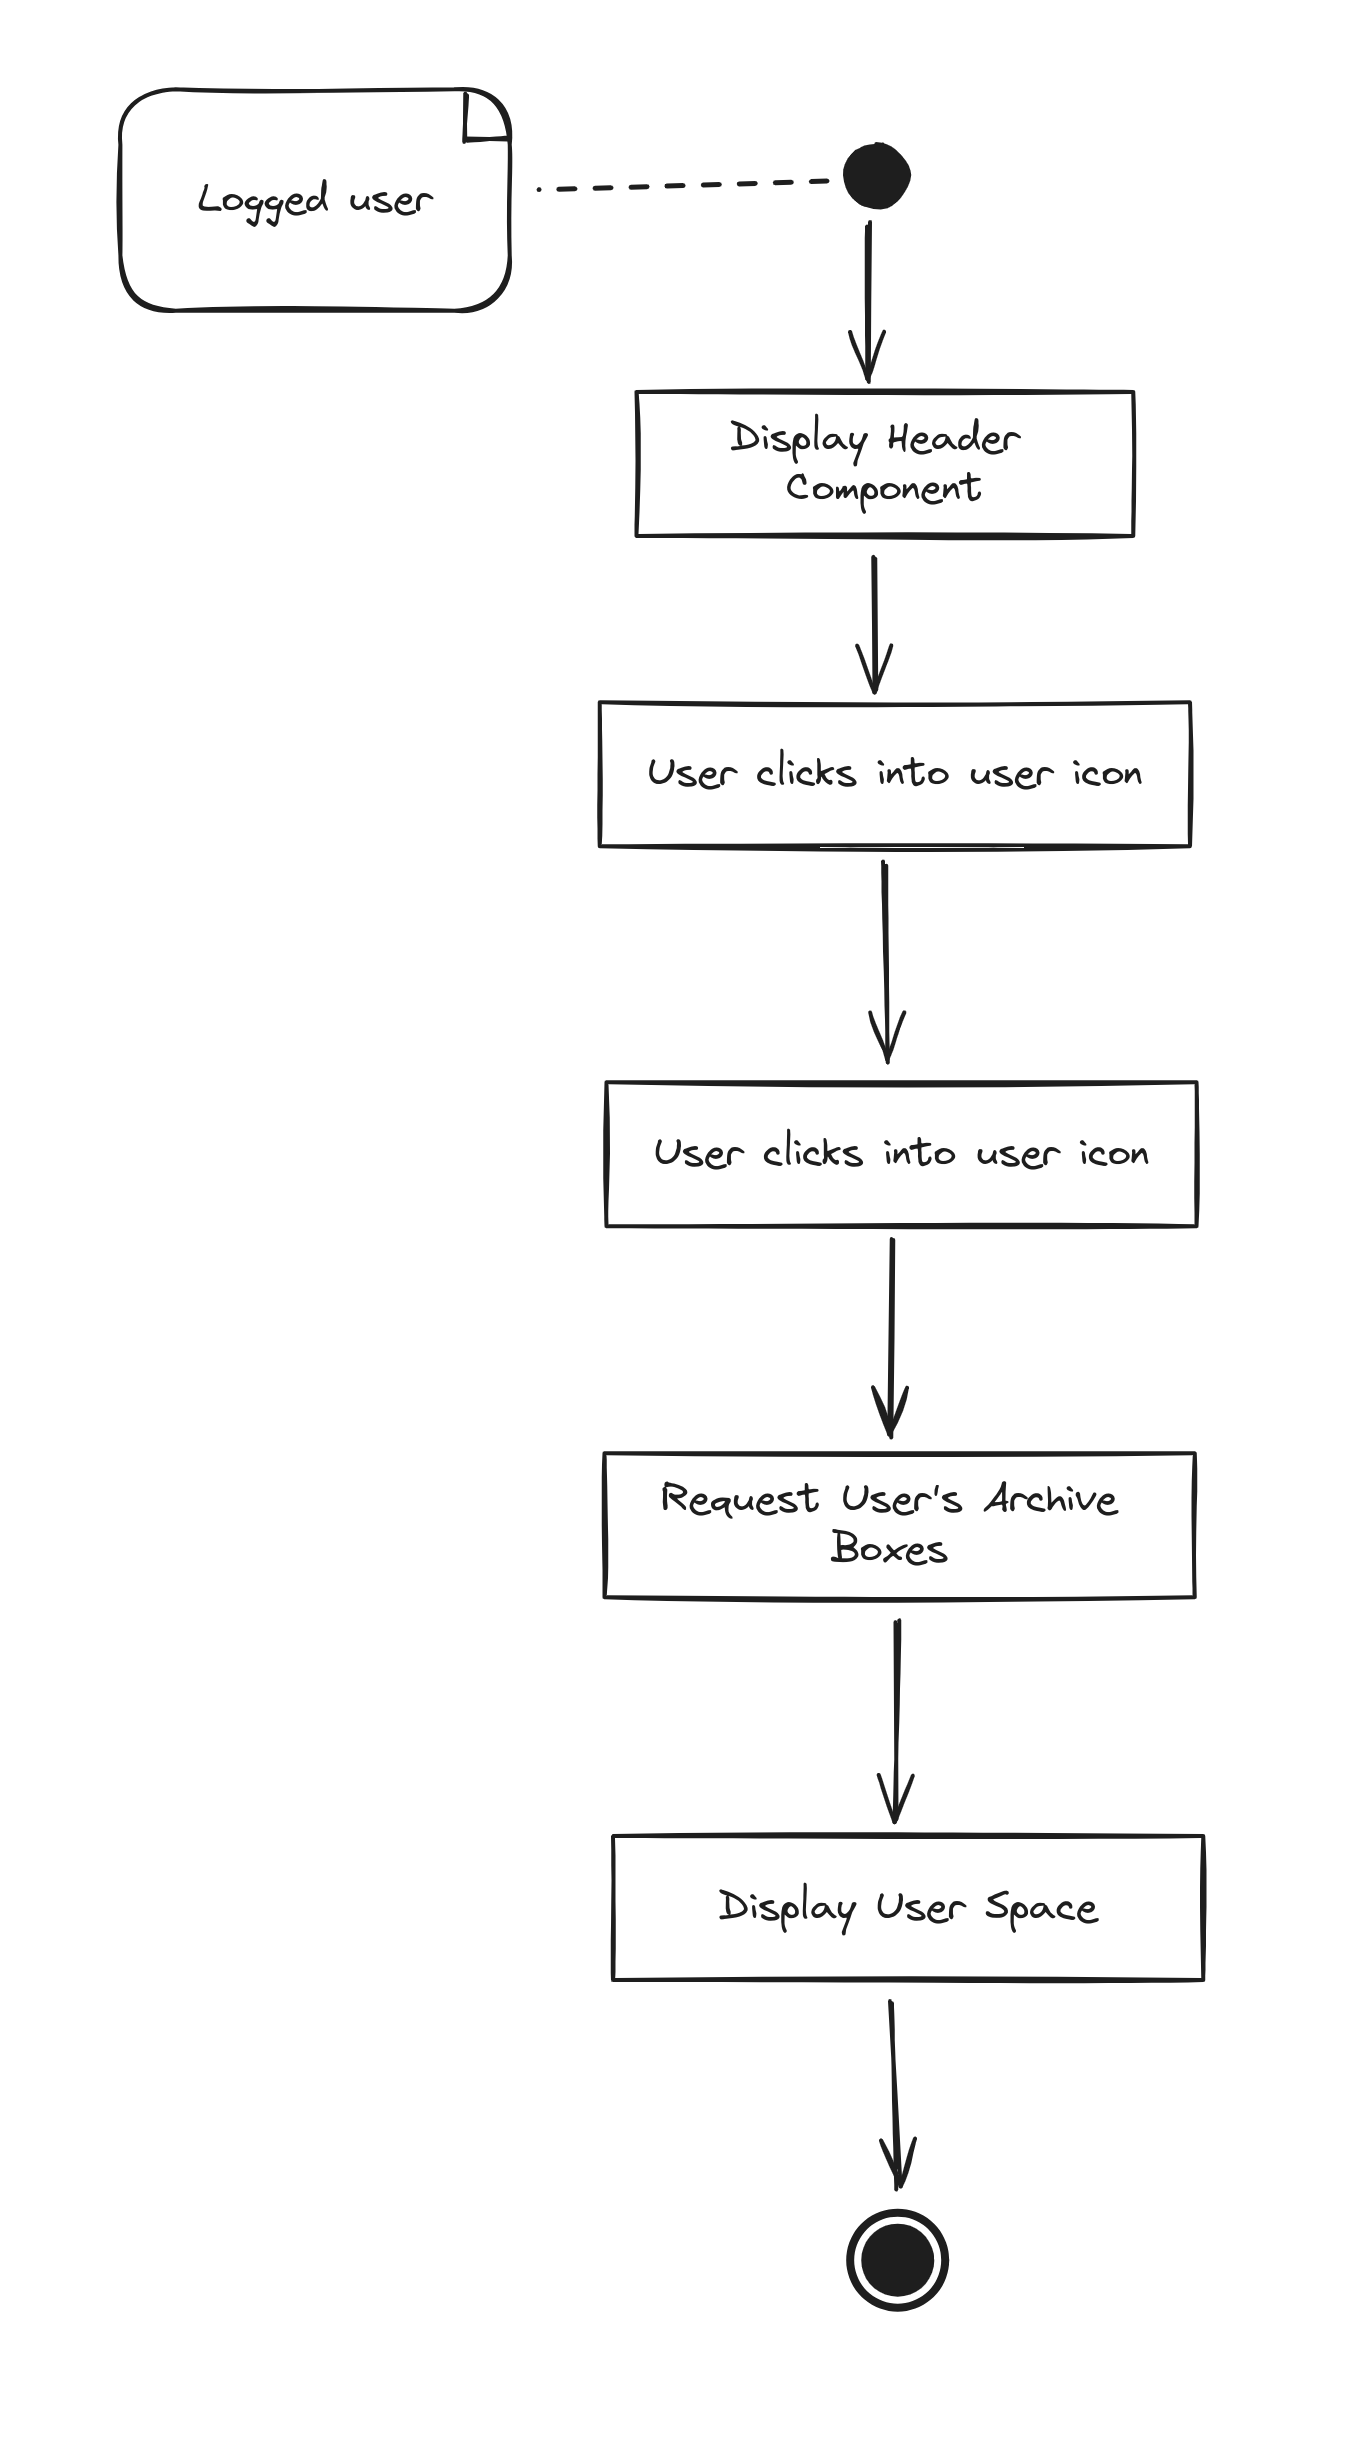 Logged user
Display Header
Component
User clicks into user icon
User clicks into user icon
Request User's Archive
Boxes
Display User Space